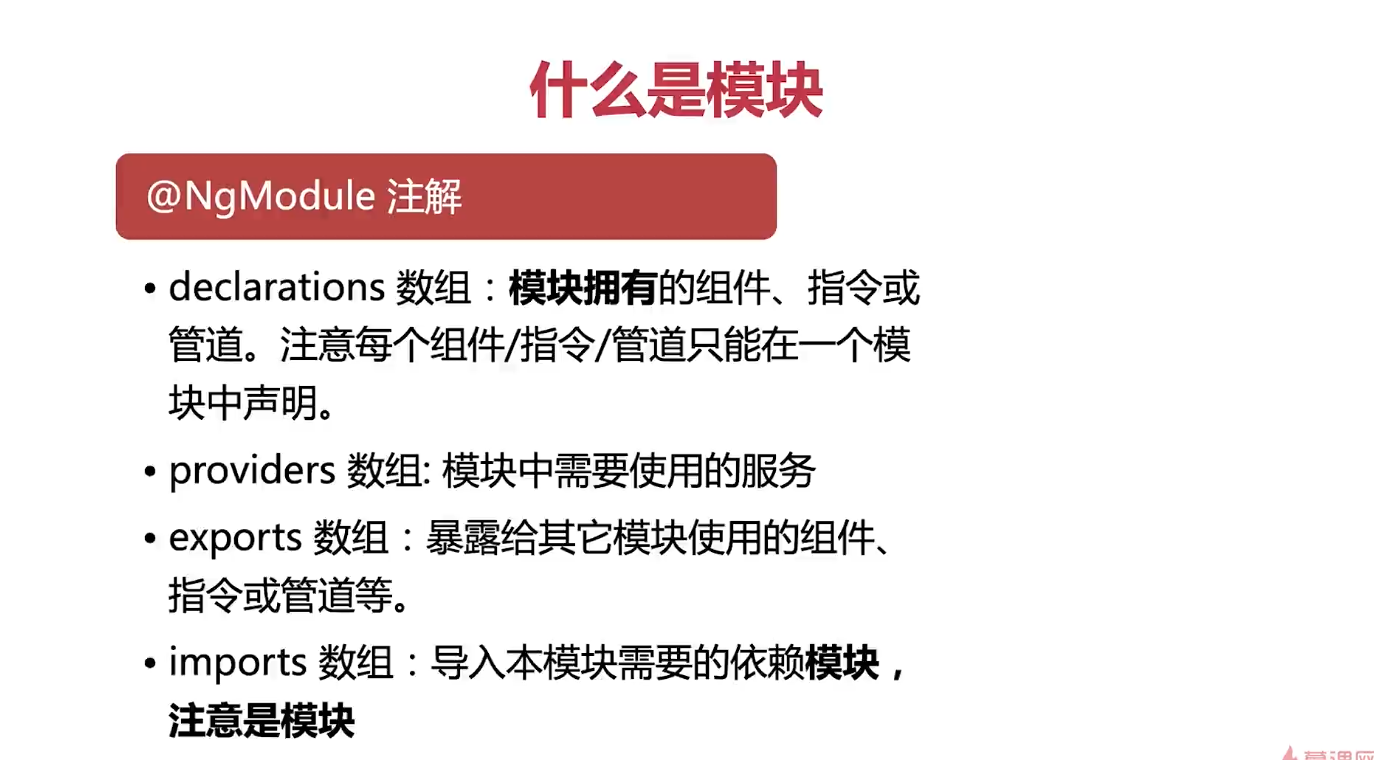 什么是模块
@NgModule 注解
• declarations 数组：模块拥有的组件、指令或
管道。注意每个组件/指令/管道只能在一个模
块中声明。
• providers 数组: 模块中需要使用的服务
• exports 数组：暴露给其它模块使用的组件、
指令或管道等。
• imports 数组：导入本模块需要的依赖模块，
注意是模块
慕课网